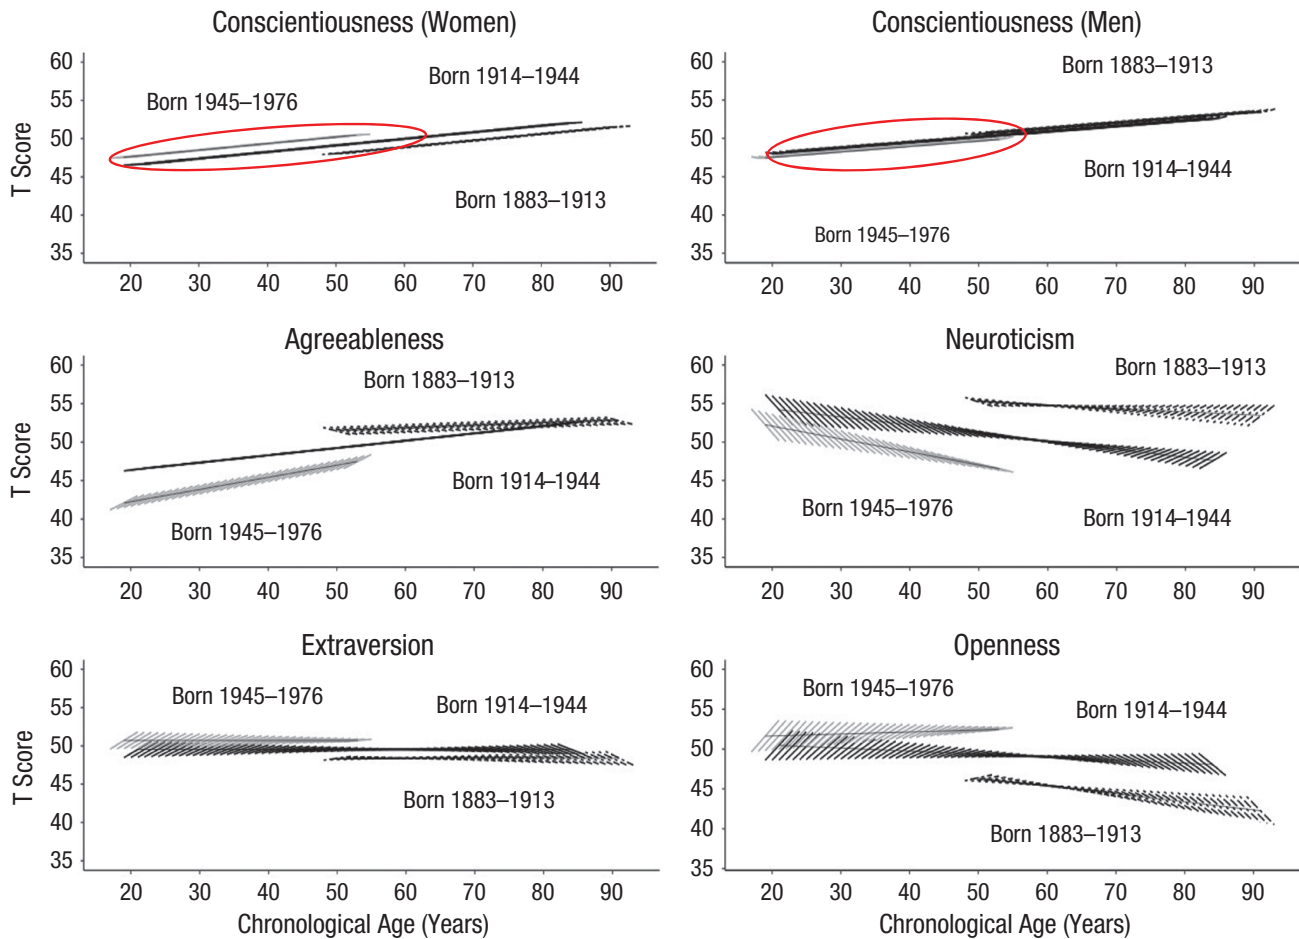 Conscientiousness (Women)
60
55
50
45
40
35
T Score
Born 1945–1976
Born 1914–1944
Born 1883–1913
20 30 40 50 60 70 80 90
Conscientiousness (Men)
60
55
50
45
40
35
Born 1883–1913
Born 1914–1944
Born 1945–1976
20 30 40 50 60 70 80 90
Agreeableness
60
55
50
45
40
35
T Score
Born 1883–1913
Born 1914–1944
Born 1945–1976
20 30 40 50 60 70 80 90
Neuroticism
60
55
50
45
40
35
Born 1883–1913
Born 1945–1976
Born 1914–1944
20 30 40 50 60 70 80 90
Extraversion
60
55
50
45
40
35
T Score
Born 1945–1976
Born 1914–1944
Born 1883–1913
20 30 40 50 60 70 80 90
Chronological Age (Years)
Openness
60
55
50
45
40
35
Born 1945–1976
Born 1914–1944
Born 1883–1913
20 30 40 50 60 70 80 90
Chronological Age (Years)